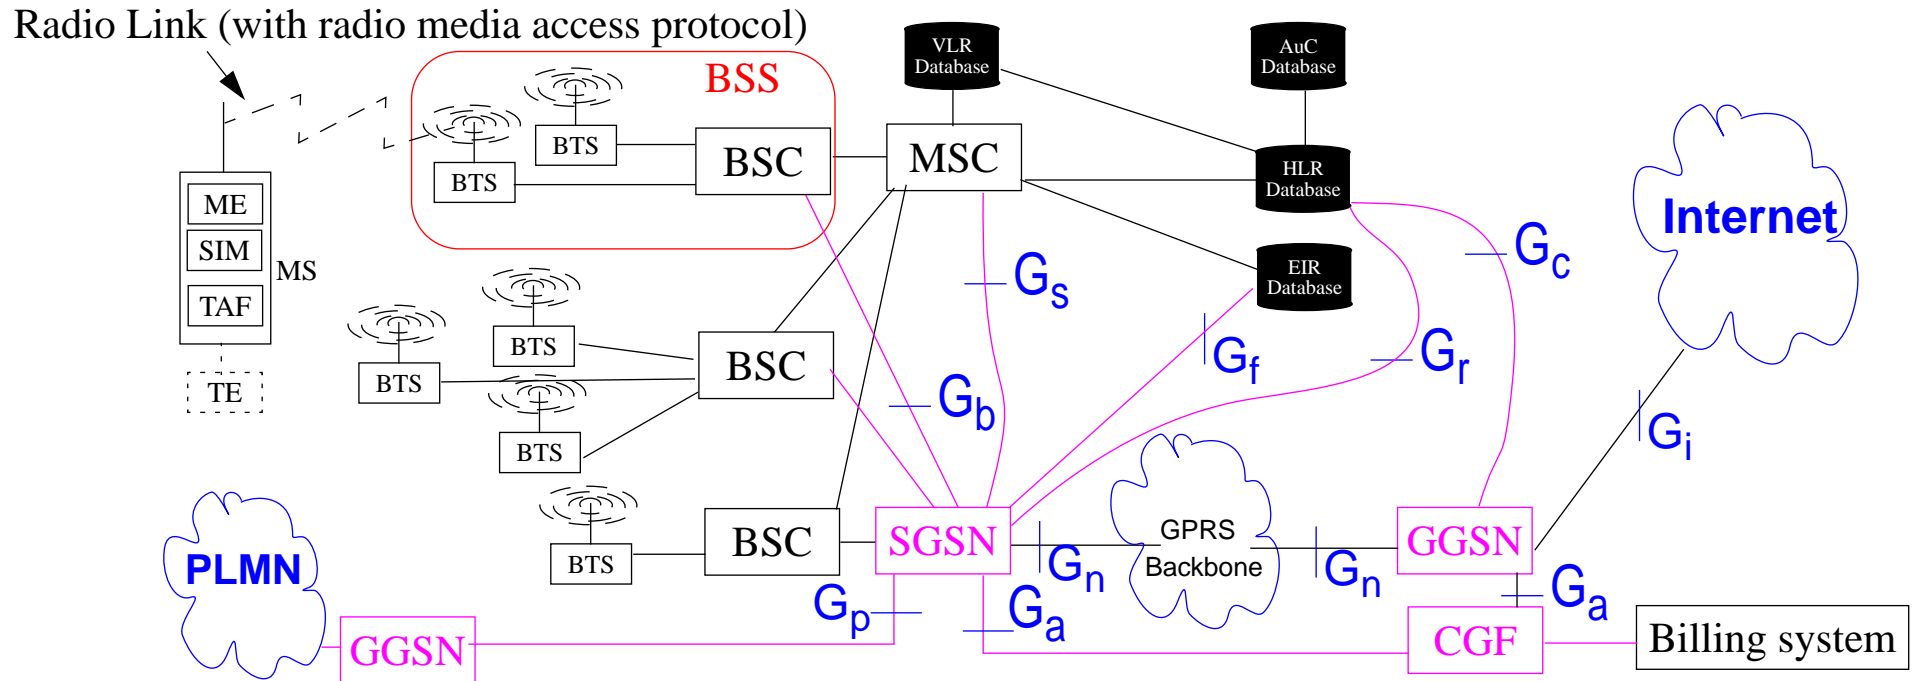 Radio Link (with radio media access protocol)
VLR
Database
AuC
Database
BSS
BTS
BSC
MSC
HLR
Database
Internet
BTS
ME
SIM
MS
TAF
TE
EIR
Database
Gc
Gs
BTS
BTS
BSC
BTS
Gf
Gr
Gb
Gi
PLMN
BTS
BSC
SGSN
Gn
GPRS
Backbone
Gn
GGSN
Gp
Ga
Ga
GGSN
CGF
Billing system